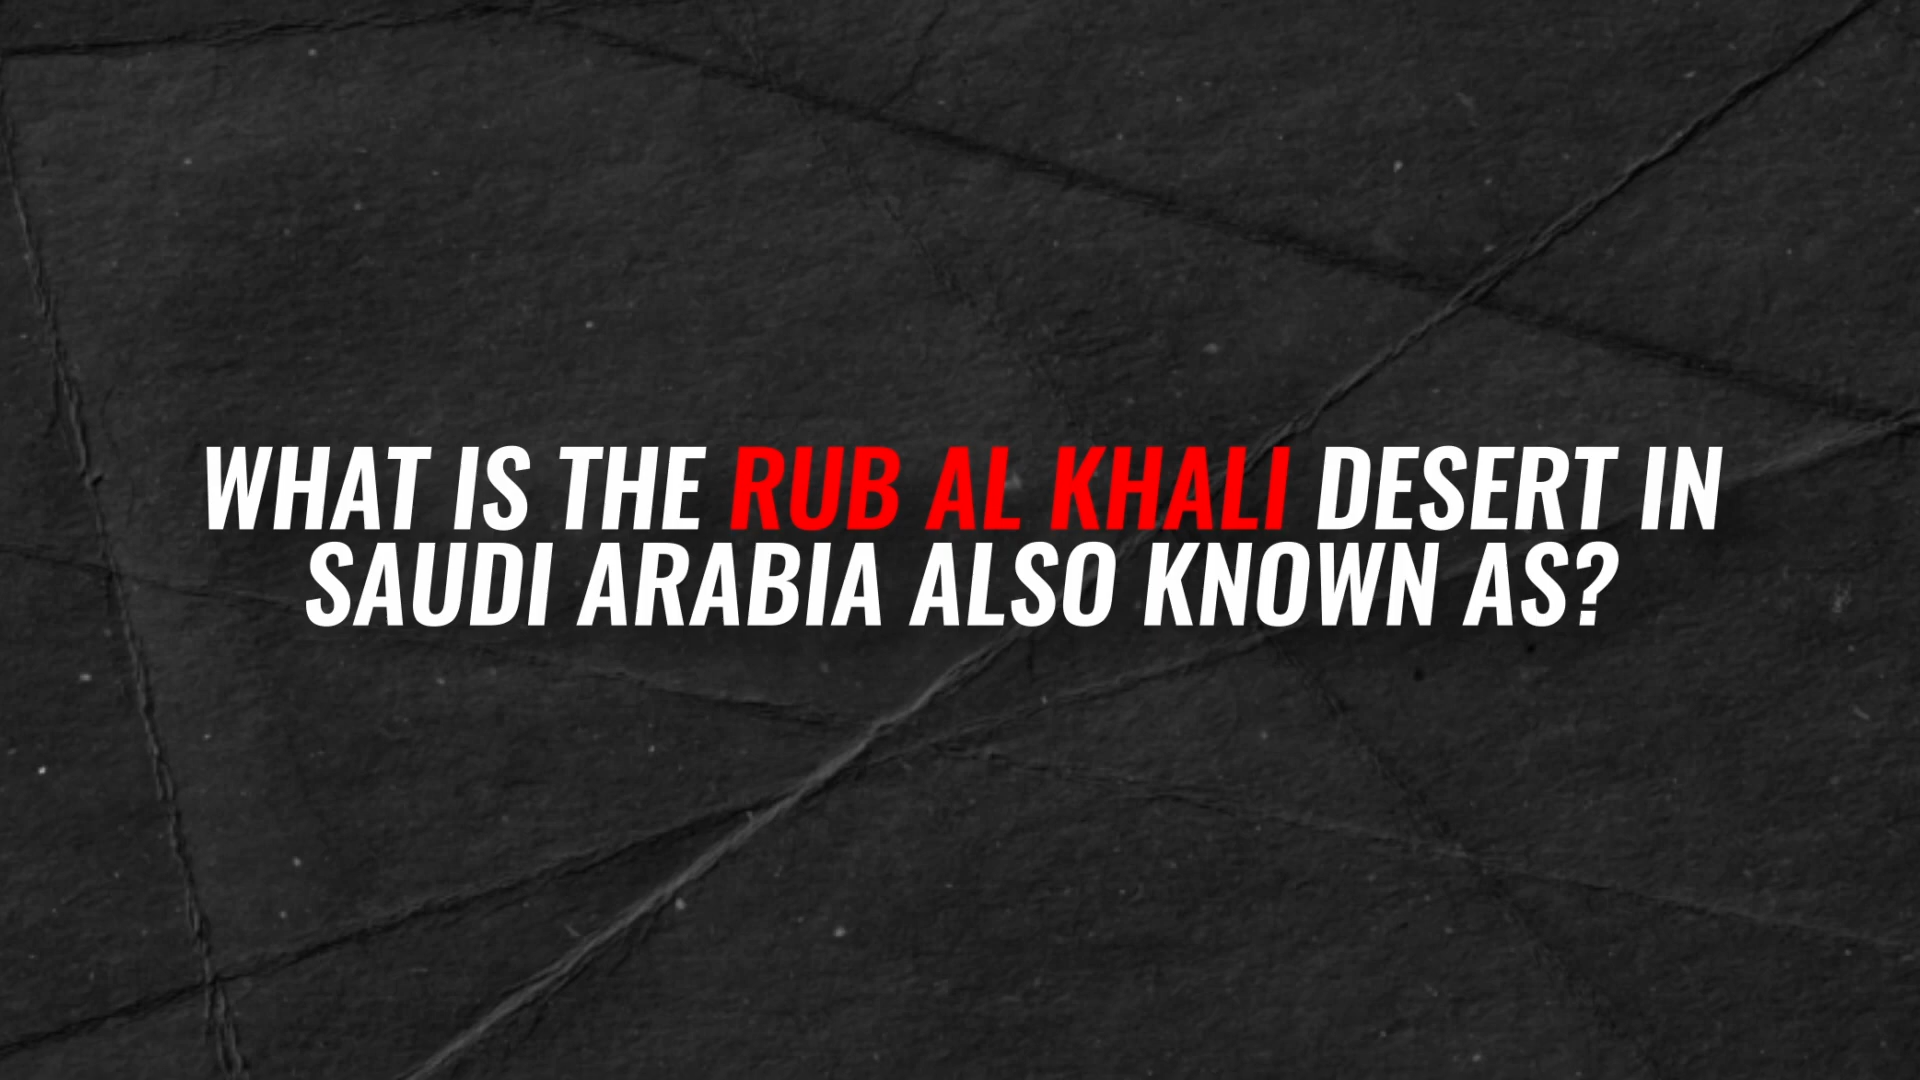 WHAT IS THE RUB AL KHALI DESERT IN
SAUDI ARABIA ALSO KNOWN AS?